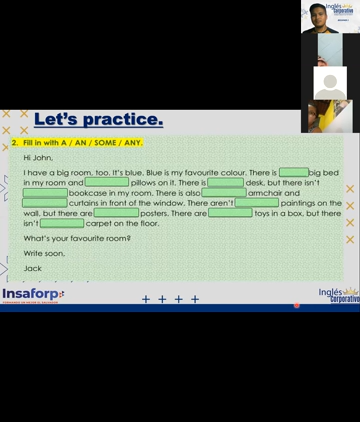 Inglés
Corporativo
Let's practice.
2. Fill in with A / AN / SOME / ANY.
Hi John,
I have a big room, too. It's blue. Blue is my favourite colour. There is big bed
in my room and pillows on it. There is desk, but there isn't
bookcase in my room. There is also armchair and
curtains in front of the window. There aren't paintings on the
wall, but there are posters. There are toys in a box, but there
isn't carpet on the floor.
What's your favourite room?
Write soon,
Jack
Insaforp
Inglés
Corporativo